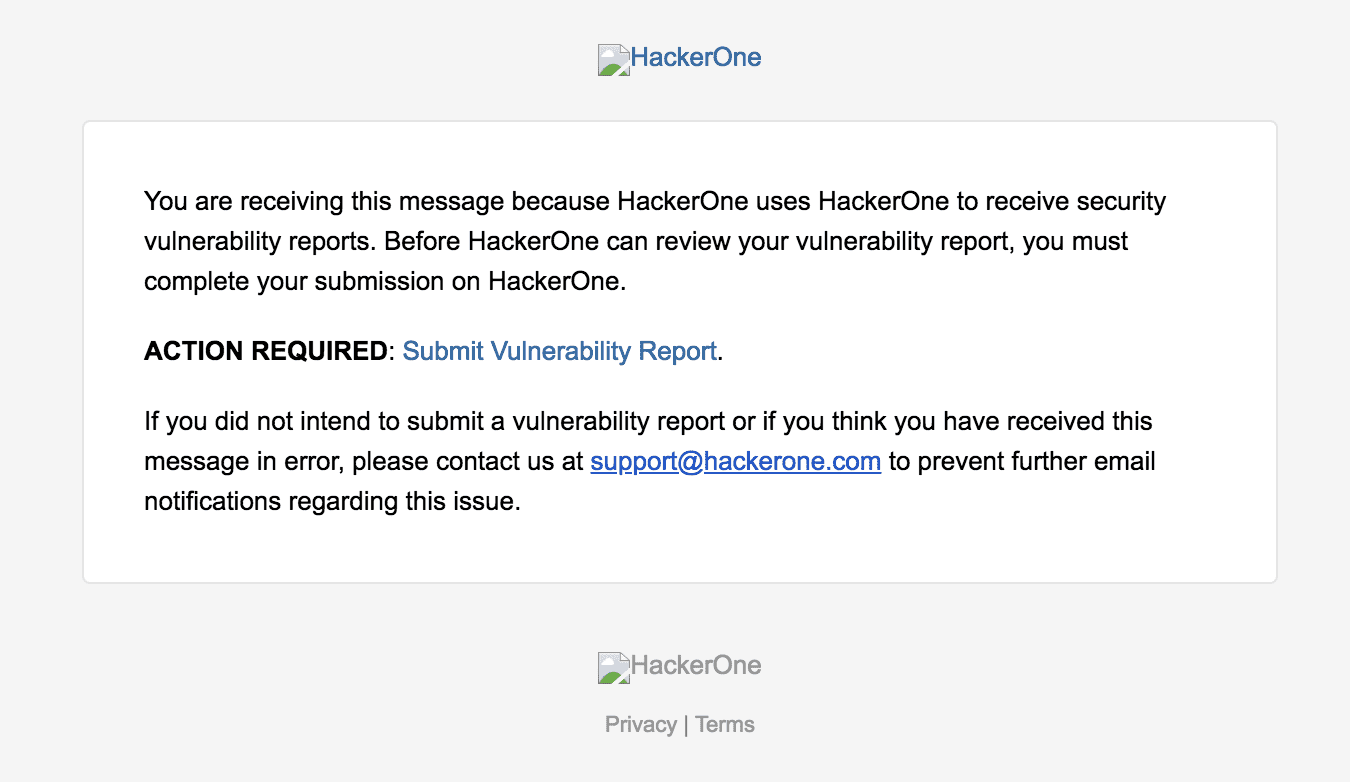 HackerOne
You are receiving this message because HackerOne uses HackerOne to receive security
vulnerability reports. Before HackerOne can review your vulnerability report, you must
complete your submission on HackerOne.
ACTION REQUIRED: Submit Vulnerability Report.
If you did not intend to submit a vulnerability report or if you think you have received this
message in error, please contact us at support@hackerone.com to prevent further email
notifications regarding this issue.
HackerOne
Privacy | Terms